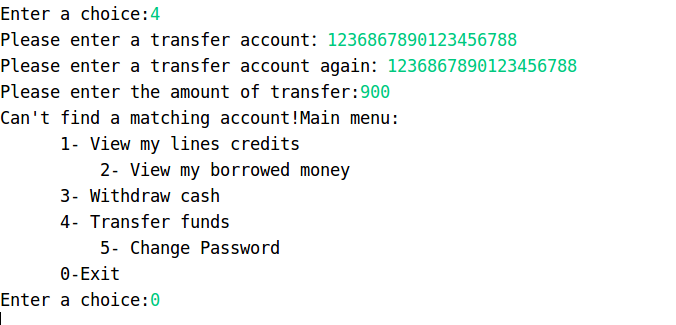 Enter a choice:4
Please enter a transfer account: 1236867890123456788
Please enter a transfer account again: 1236867890123456788
Please enter the amount of transfer:900
Can't find a matching account!Main menu:
1- View my lines credits
2- View my borrowed money
3- Withdraw cash
4- Transfer funds
5- Change Password
0-Exit
Enter a choice:0